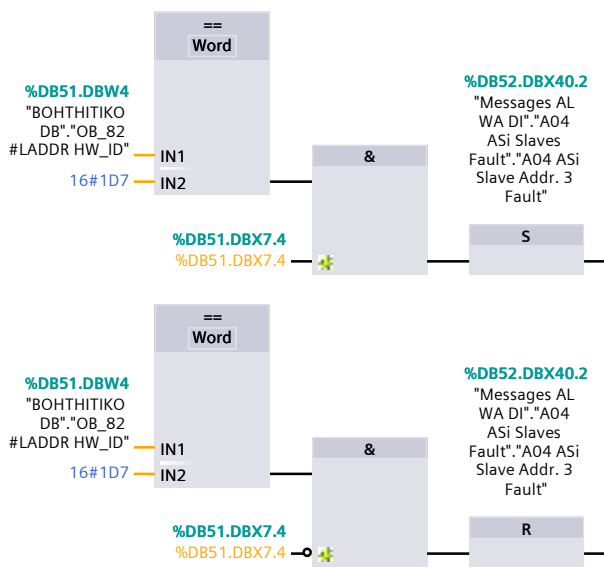 ==
Word
%DB51.DBW4
"BOHTHITIKO
DB"."OB_82
#LADDR HW_ID"
IN1
16#1D7
IN2
&
%DB51.DBX7.4
%DB51.DBX7.4
%DB52.DBX40.2
"Messages AL
WA DI"."A04
ASi Slaves
Fault"."A04 ASi
Slave Addr. 3
Fault"
S
==
Word
%DB51.DBW4
"BOHTHITIKO
DB"."OB_82
#LADDR HW_ID"
IN1
16#1D7
IN2
&
%DB51.DBX7.4
%DB51.DBX7.4
%DB52.DBX40.2
"Messages AL
WA DI"."A04
ASi Slaves
Fault"."A04 ASi
Slave Addr. 3
Fault"
R